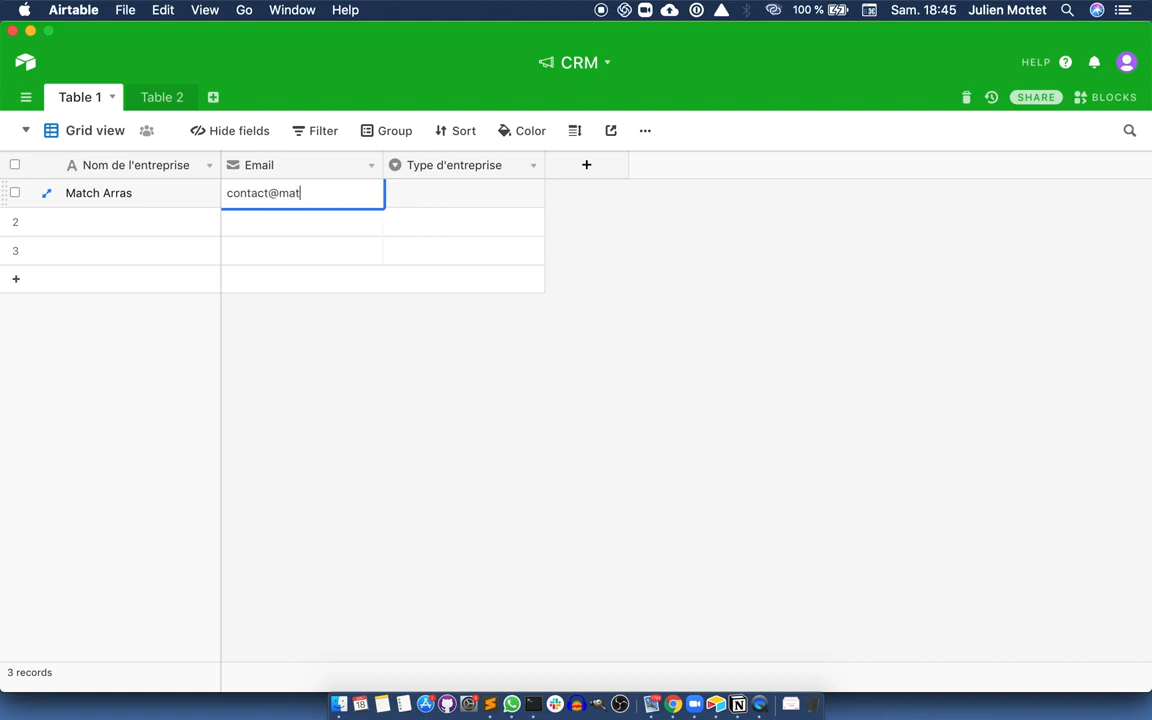 Airtable File Edit View Go Window Help 100 % Sam. 18:45 Julien Mottet
CRM HELP
Table 1 Table 2 SHARE BLOCKS
Grid view Hide fields Filter Group Sort Color
Nom de l'entreprise Email Type d'entreprise
Match Arras contact@mat
2
3
3 records